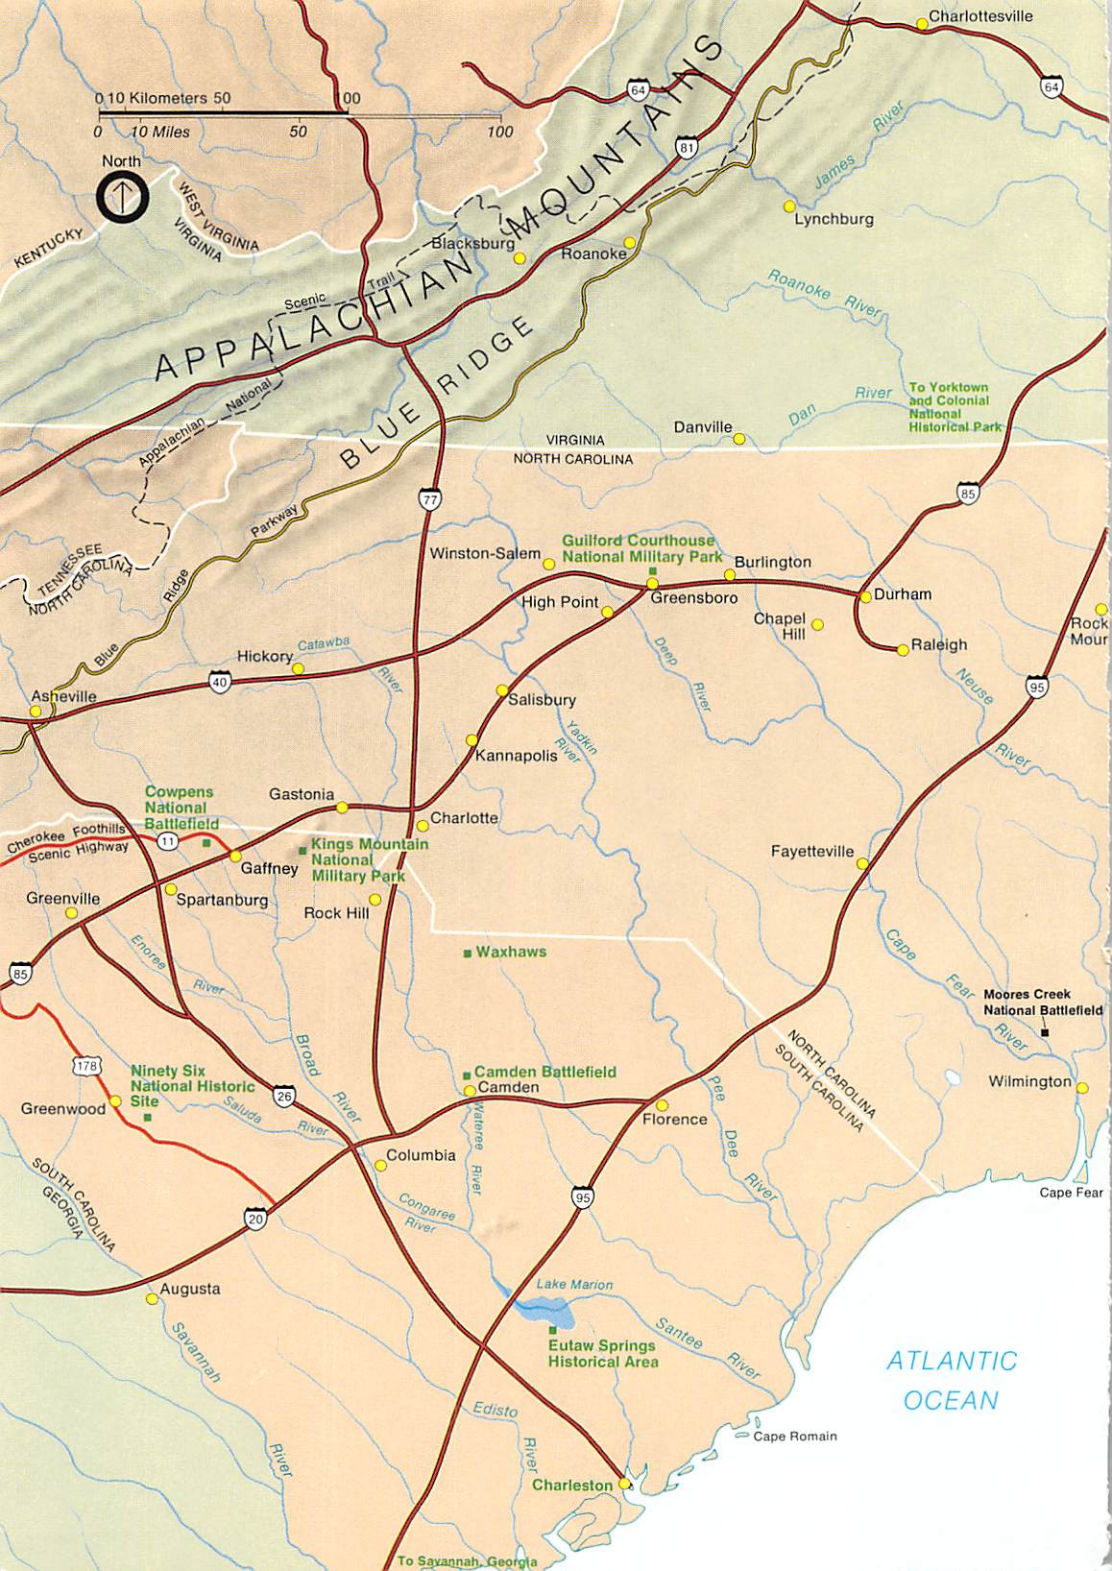 Charlottesville
64
64
0 10 Kilometers 50 100
0 10 Miles 50 100
North
81
James River
APPALACHIAN MOUNTAINS
WEST VIRGINIA
VIRGINIA
KENTUCKY
Lynchburg
Blacksburg
Roanoke
Roanoke River
Appalachian National Scenic Trail
BLUE RIDGE
Dan River
To Yorktown
and Colonial
National
Historical Park
Danville
VIRGINIA
NORTH CAROLINA
77
85
Blue Ridge Parkway
TENNESSEE
NORTH CAROLINA
Guilford Courthouse
National Military Park
Winston-Salem
Burlington
High Point
Greensboro
Durham
Chapel
Hill
Rock
Mour
Raleigh
Catawba River
Hickory
Deep River
40
Neuse River
95
Asheville
Salisbury
Yadkin
River
Kannapolis
Cowpens
National
Battlefield
Gastonia
Charlotte
Cherokee Foothills
Scenic Highway
11
Kings Mountain
National
Military Park
Fayetteville
Gaffney
Greenville
Spartanburg
Rock Hill
Waxhaws
Enoree River
85
Cape Fear River
Moores Creek
National Battlefield
Broad River
NORTH CAROLINA
SOUTH CAROLINA
178
Ninety Six
National Historic
Site
Camden Battlefield
Camden
Wilmington
Greenwood
26
Saluda River
Wateree River
Pee Dee River
Florence
Columbia
SOUTH CAROLINA
GEORGIA
Congaree
River
95
Cape Fear
20
Augusta
Lake Marion
Savannah River
Santee River
Eutaw Springs
Historical Area
ATLANTIC
OCEAN
Edisto River
Cape Romain
Charleston
To Savannah, Georgia